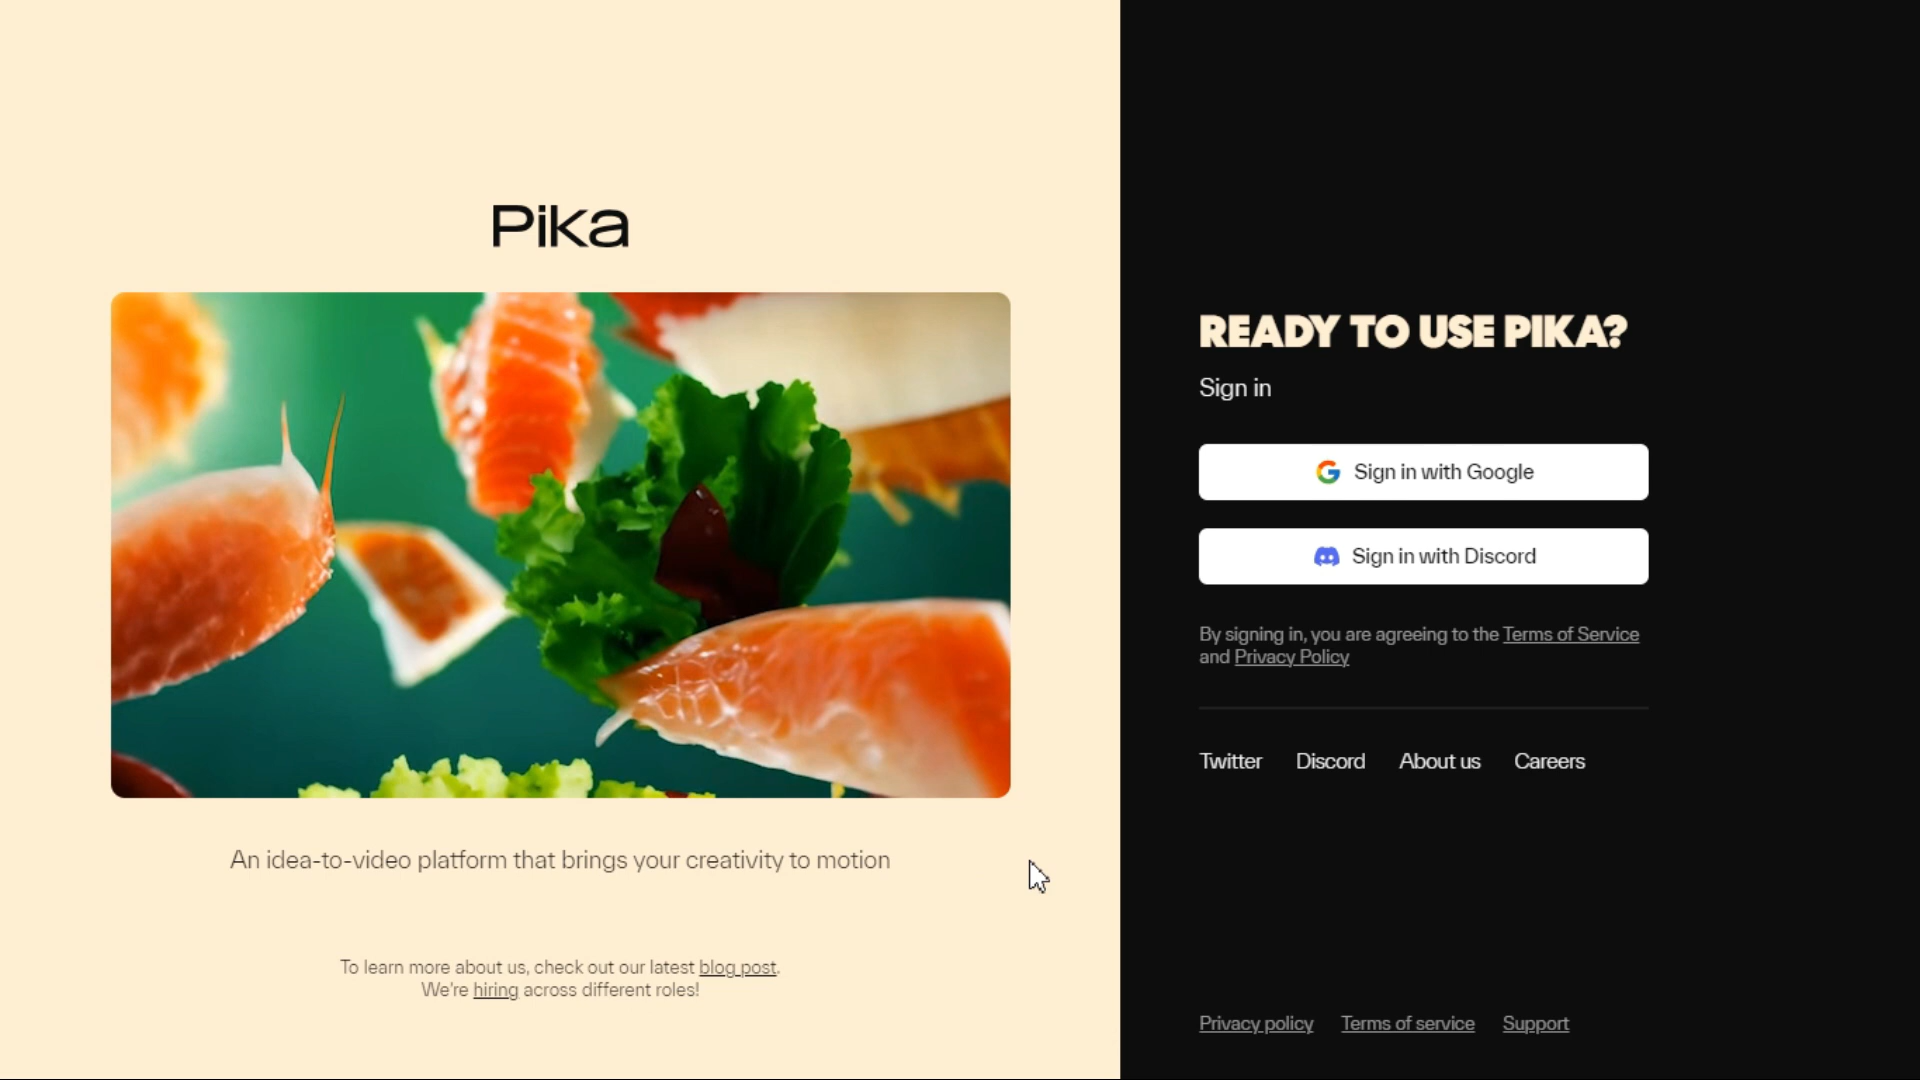 Pika
An idea-to-video platform that brings your creativity to motion
To learn more about us, check out our latest blog post.
We're hiring across different roles!
READY TO USE PIKA?
Sign in
Sign in with Google
Sign in with Discord
By signing in, you are agreeing to the Terms of Service
and Privacy Policy
Twitter Discord About us Careers
Privacy policy Terms of service Support